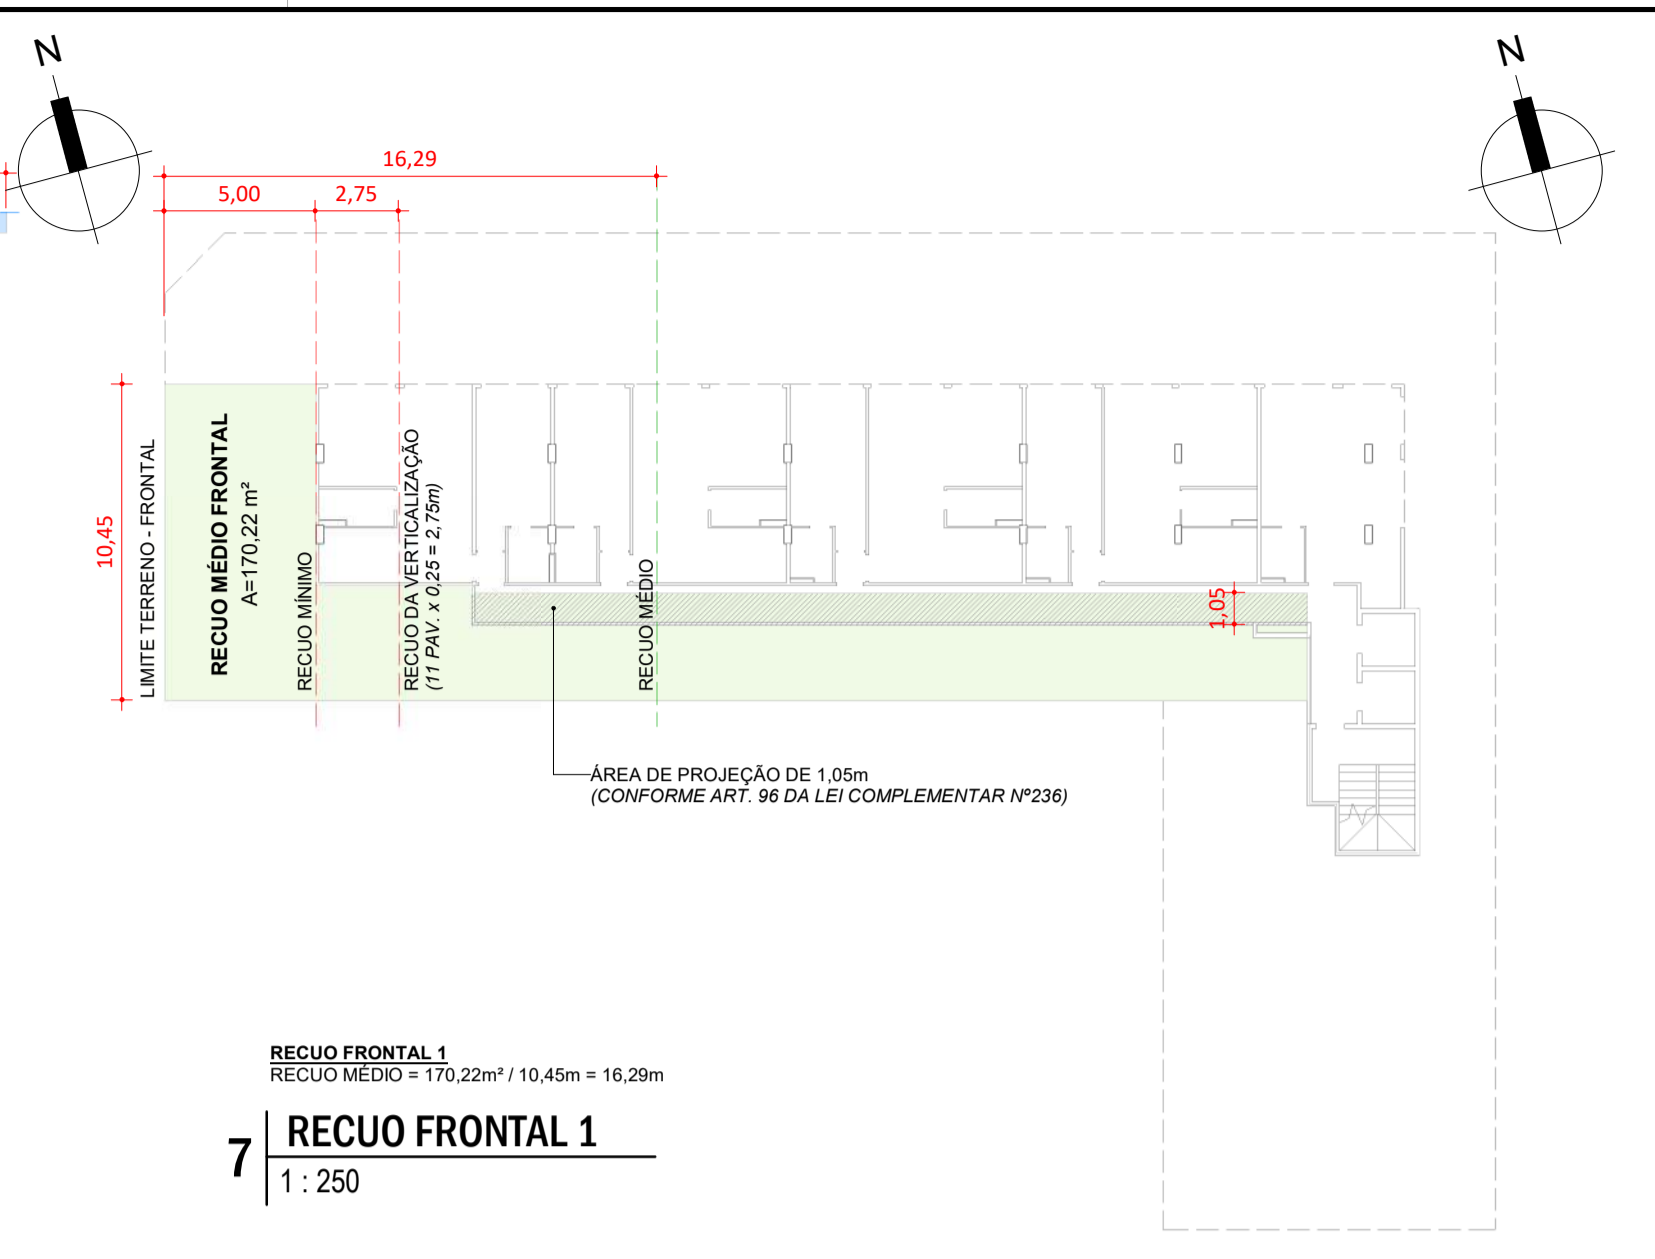 N
N
16,29
5,00
2,75
10,45
LIMITE TERRENO - FRONTAL
RECUO MÉDIO FRONTAL
A=170,22 m²
RECUO MÍNIMO
RECUO DA VERTICALIZAÇÃO
(11 PAV. x 0,25 = 2,75m)
RECUO MÉDIO
1,05
ÁREA DE PROJEÇÃO DE 1,05m
(CONFORME ART. 96 DA LEI COMPLEMENTAR Nº236)
RECUO FRONTAL 1
RECUO MÉDIO = 170,22m² / 10,45m = 16,29m
7
RECUO FRONTAL 1
1 : 250